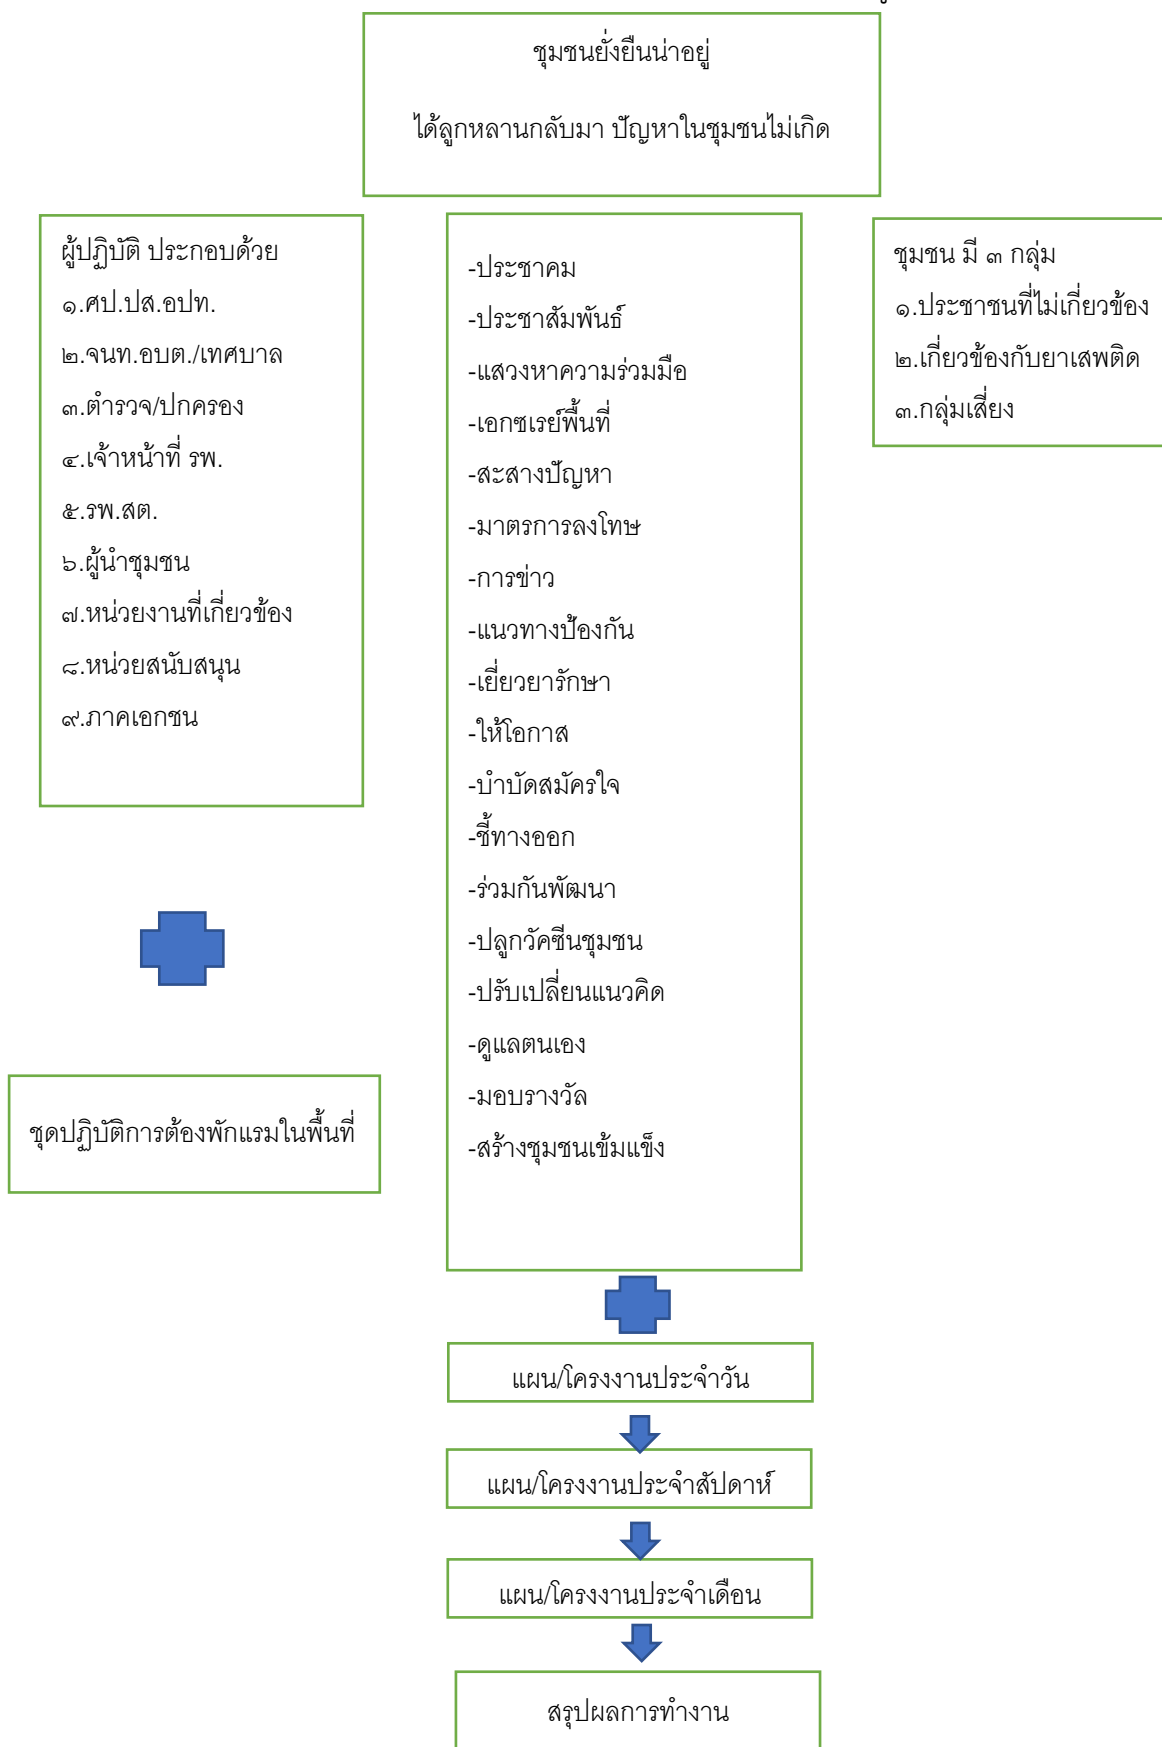 ชุมชนยั่งยืนน่าอยู่
ได้ลูกหลานกลับมา ปัญหาในชุมชนไม่เกิด
ผู้ปฏิบัติ ประกอบด้วย
๑.ศป.ปส.อปท.
๒.จนท.อบต./เทศบาล
๓.ตำรวจ/ปกครอง
๔.เจ้าหน้าที่ รพ.
๕.รพ.สต.
๖.ผู้นำชุมชน
๗.หน่วยงานที่เกี่ยวข้อง
๘.หน่วยสนับสนุน
๙.ภาคเอกชน
ชุดปฏิบัติการต้องพักแรมในพื้นที่
-ประชาคม
-ประชาสัมพันธ์
-แสวงหาความร่วมมือ
-เอกซเรย์พื้นที่
-สะสางปัญหา
-มาตรการลงโทษ
-การข่าว
-แนวทางป้องกัน
-เยี่ยวยารักษา
-ให้โอกาส
-บำบัดสมัครใจ
-ชี้ทางออก
-ร่วมกันพัฒนา
-ปลูกวัคซีนชุมชน
-ปรับเปลี่ยนแนวคิด
-ดูแลตนเอง
-มอบรางวัล
-สร้างชุมชนเข้มแข็ง
ชุมชน มี ๓ กลุ่ม
๑.ประชาชนที่ไม่เกี่ยวข้อง
๒.เกี่ยวข้องกับยาเสพติด
๓.กลุ่มเสี่ยง
แผน/โครงงานประจำวัน
แผน/โครงงานประจำสัปดาห์
แผน/โครงงานประจำเดือน
สรุปผลการทำงาน